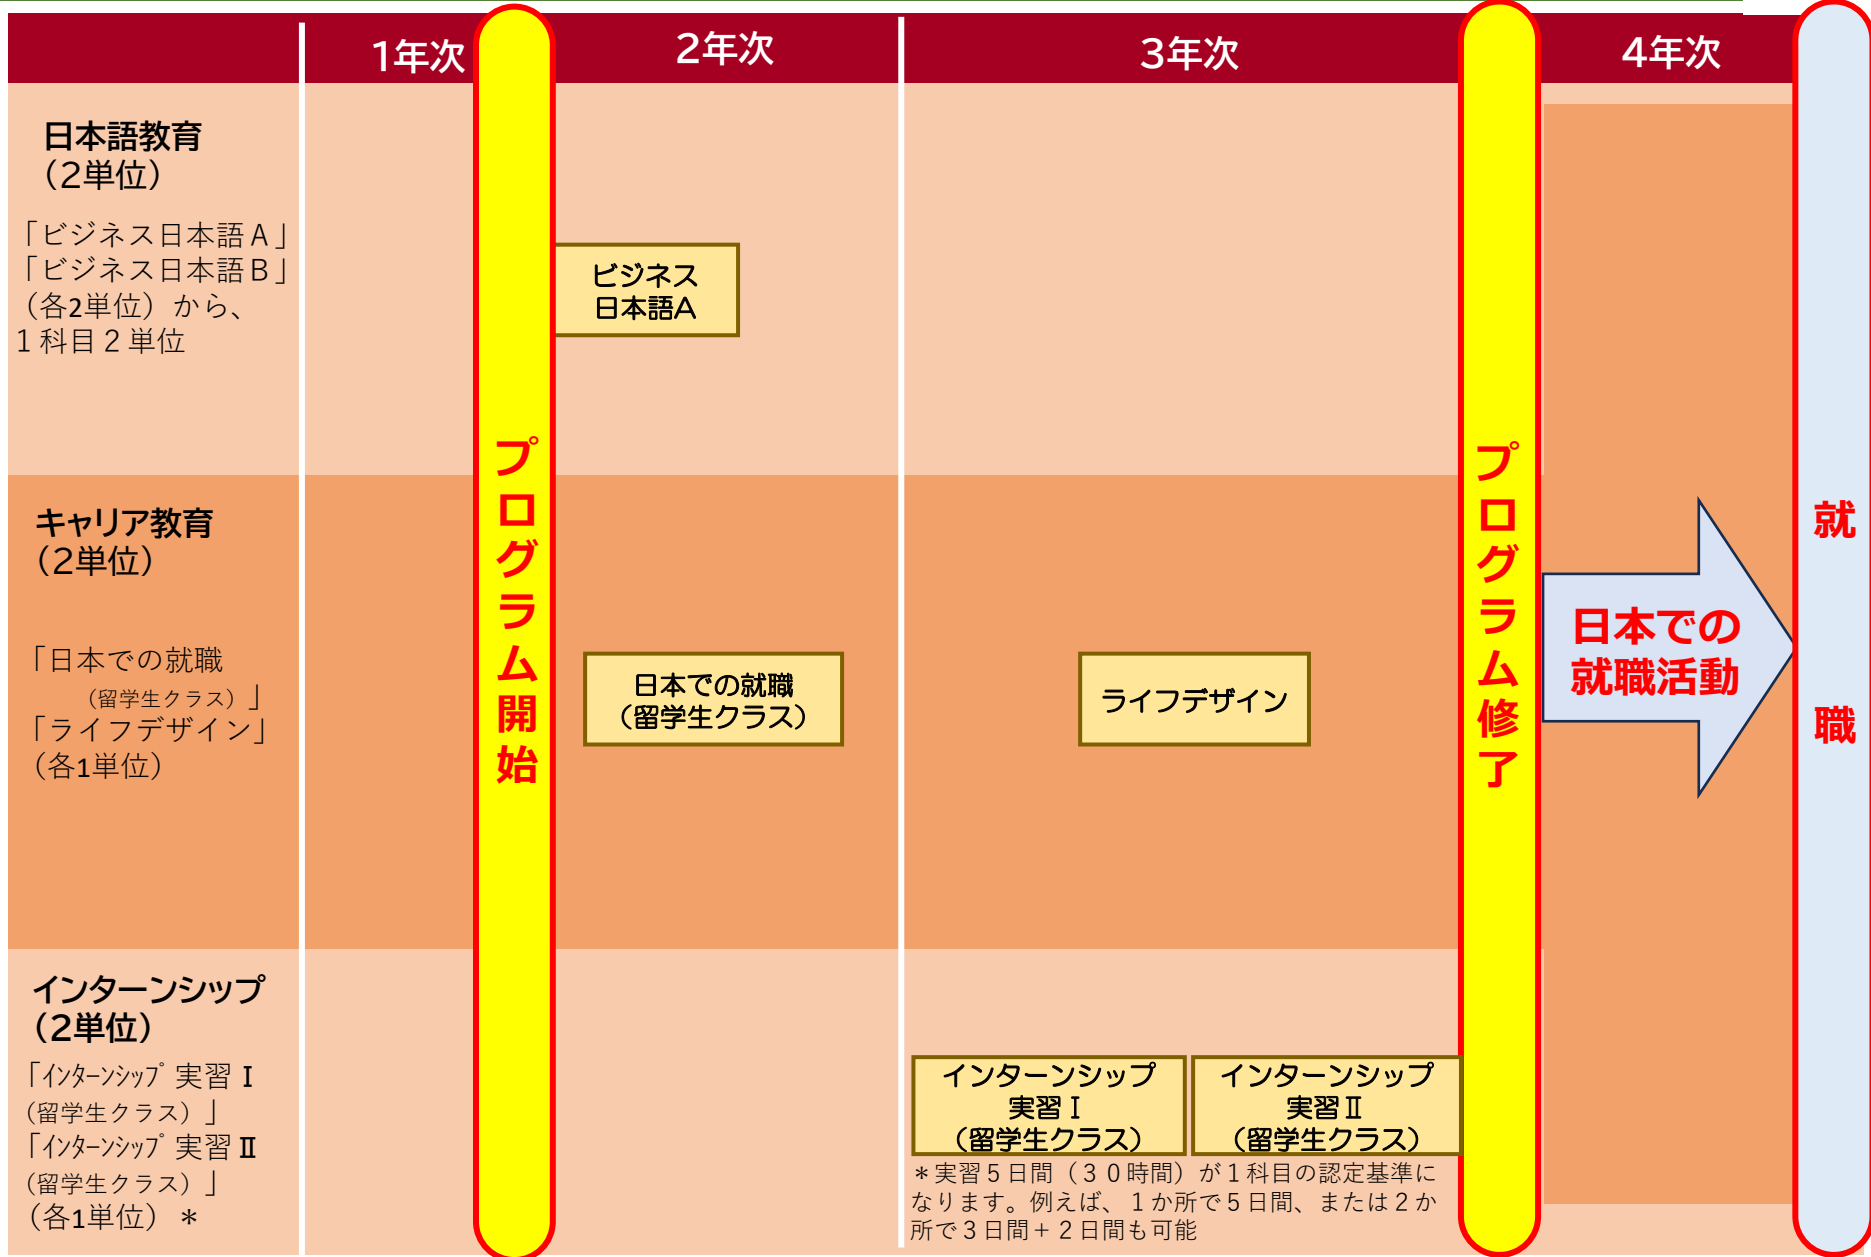 1年次
2年次
3年次
4年次
日本語教育
（2単位）
「ビジネス日本語Ａ」
「ビジネス日本語Ｂ」
（各2単位）から、
１科目２単位
ビジネス
日本語A
プログラム開始
プログラム修了
キャリア教育
（2単位）
「日本での就職
（留学生クラス）」
「ライフデザイン」
（各1単位）
日本での就職
（留学生クラス）
ライフデザイン
日本での
就職活動
就職
インターンシップ
（2単位）
「ｲﾝﾀｰﾝｼｯﾌﾟ実習Ⅰ
（留学生クラス）」
「ｲﾝﾀｰﾝｼｯﾌﾟ実習Ⅱ
（留学生クラス）」
（各1単位）＊
インターンシップ
実習Ⅰ
（留学生クラス）
インターンシップ
実習Ⅱ
（留学生クラス）
＊実習５日間（３０時間）が１科目の認定基準に
なります。例えば、１か所で５日間、または２か
所で３日間＋２日間も可能